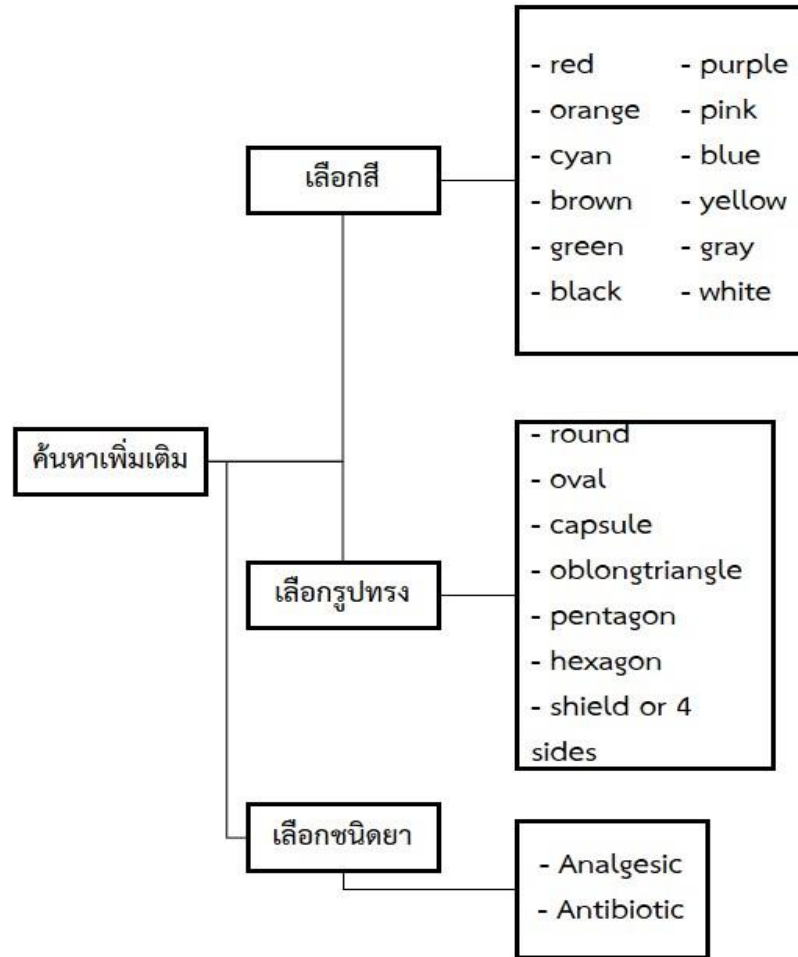 เลือกสี
- red - purple
- orange - pink
- cyan - blue
- brown - yellow
- green - gray
- black - white
ค้นหาเพิ่มเติม
เลือกรูปทรง
- round
- oval
- capsule
- oblongtriangle
- pentagon
- hexagon
- shield or 4
sides
เลือกชนิดยา
- Analgesic
- Antibiotic